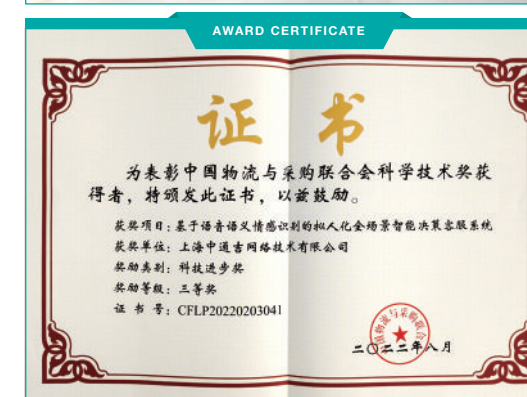 AWARD CERTIFICATE
证书
为表彰中国物流与采购联合会科学技术奖获
得者，特颁发此证书，以兹鼓励。
获奖项目：基于语音语义情感识别的拟人化全场景智能决策客服系统
获奖单位：上海中通吉网络技术有限公司
奖励类别：科技进步奖
奖励等级：三等奖
证书号：CFLP20220203041
二〇二二年八月